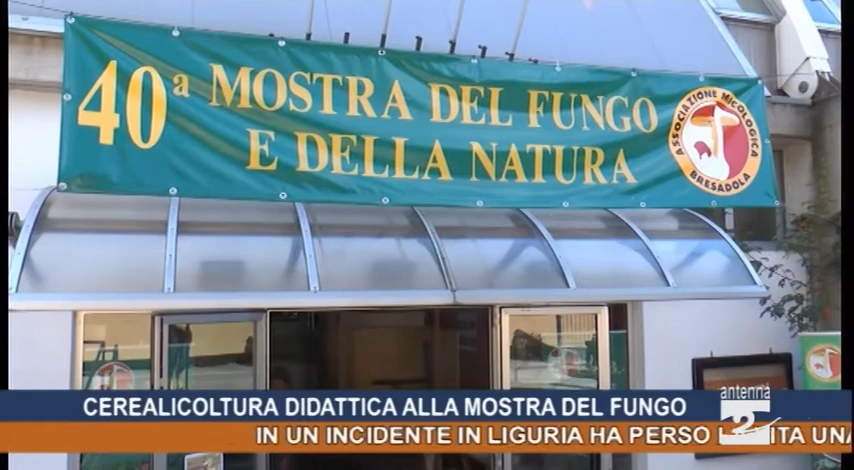 40ª MOSTRA DEL FUNGO
E DELLA NATURA
ASSOCIAZIONE MICOLOGICA
BRESADOLA
CEREALICOLTURA DIDATTICA ALLA MOSTRA DEL FUNGO
antenna
2
IN UN INCIDENTE IN LIGURIA HA PERSO UNA